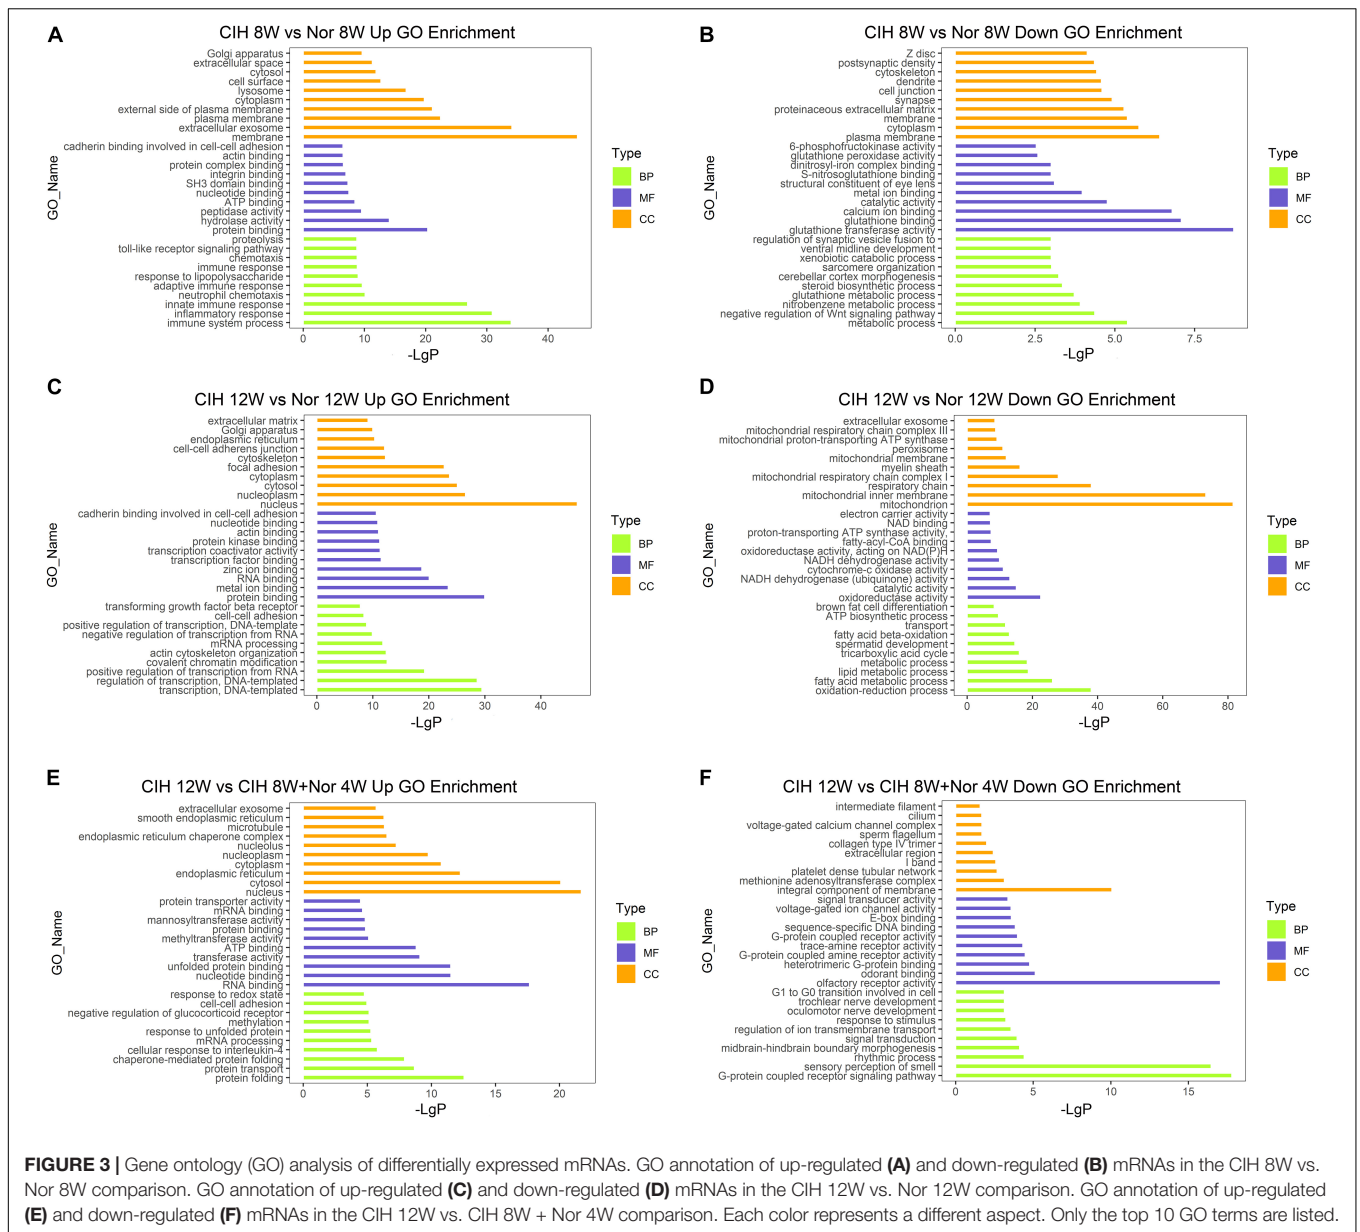 A
CIH 8W vs Nor 8W Up GO Enrichment
GO_Name
Golgi apparatus
extracellular space
cytosol
cell surface
lysosome
cytoplasm
external side of plasma membrane
plasma membrane
extracellular exosome
membrane
cadherin binding involved in cell-cell adhesion
actin binding
protein complex binding
integrin binding
SH3 domain binding
nucleotide binding
ATP binding
peptidase activity
hydrolase activity
protein binding
proteolysis
toll-like receptor signaling pathway
chemotaxis
immune response
response to lipopolysaccharide
adaptive immune response
neutrophil chemotaxis
innate immune response
inflammatory response
immune system process
0 10 20 30 40
-LgP
Type
BP
MF
CC
B
CIH 8W vs Nor 8W Down GO Enrichment
GO_Name
Z disc
postsynaptic density
cytoskeleton
dendrite
cell junction
synapse
proteinaceous extracellular matrix
membrane
cytoplasm
plasma membrane
6-phosphofructokinase activity
glutathione peroxidase activity
dinitrosyl-iron complex binding
S-nitrosoglutathione binding
structural constituent of eye lens
metal ion binding
catalytic activity
calcium ion binding
glutathione binding
glutathione transferase activity
regulation of synaptic vesicle fusion to
ventral midline development
xenobiotic catabolic process
sarcomere organization
cerebellar cortex morphogenesis
steroid biosynthetic process
glutathione metabolic process
nitrobenzene metabolic process
negative regulation of Wnt signaling pathway
metabolic process
0.0 2.5 5.0 7.5
-LgP
Type
BP
MF
CC
C
CIH 12W vs Nor 12W Up GO Enrichment
GO_Name
extracellular matrix
Golgi apparatus
endoplasmic reticulum
cell-cell adherens junction
cytoskeleton
focal adhesion
cytoplasm
cytosol
nucleoplasm
nucleus
cadherin binding involved in cell-cell adhesion
nucleotide binding
actin binding
protein kinase binding
transcription coactivator activity
transcription factor binding
zinc ion binding
RNA binding
metal ion binding
protein binding
transforming growth factor beta receptor
cell-cell adhesion
positive regulation of transcription, DNA-template
negative regulation of transcription from RNA
mRNA processing
actin cytoskeleton organization
covalent chromatin modification
positive regulation of transcription from RNA
regulation of transcription, DNA-templated
transcription, DNA-templated
0 10 20 30 40
-LgP
Type
BP
MF
CC
D
CIH 12W vs Nor 12W Down GO Enrichment
GO_Name
extracellular exosome
mitochondrial respiratory chain complex III
mitochondrial proton-transporting ATP synthase
peroxisome
mitochondrial membrane
myelin sheath
mitochondrial respiratory chain complex I
respiratory chain
mitochondrial inner membrane
mitochondrion
electron carrier activity
NAD binding
proton-transporting ATP synthase activity,
fatty-acyl-CoA binding
oxidoreductase activity, acting on NAD(P)H
NADH dehydrogenase activity
cytochrome-c oxidase activity
NADH dehydrogenase (ubiquinone) activity
catalytic activity
oxidoreductase activity
brown fat cell differentiation
ATP biosynthetic process
transport
fatty acid beta-oxidation
spermatid development
tricarboxylic acid cycle
metabolic process
lipid metabolic process
fatty acid metabolic process
oxidation-reduction process
0 20 40 60 80
-LgP
Type
BP
MF
CC
E
CIH 12W vs CIH 8W+Nor 4W Up GO Enrichment
GO_Name
extracellular exosome
smooth endoplasmic reticulum
microtubule
endoplasmic reticulum chaperone complex
nucleolus
nucleoplasm
cytoplasm
endoplasmic reticulum
cytosol
nucleus
protein transporter activity
mRNA binding
mannosyltransferase activity
protein binding
methyltransferase activity
ATP binding
transferase activity
unfolded protein binding
nucleotide binding
RNA binding
response to redox state
cell-cell adhesion
negative regulation of glucocorticoid receptor
methylation
response to unfolded protein
mRNA processing
cellular response to interleukin-4
chaperone-mediated protein folding
protein transport
protein folding
0 5 10 15 20
-LgP
Type
BP
MF
CC
F
CIH 12W vs CIH 8W+Nor 4W Down GO Enrichment
GO_Name
intermediate filament
cilium
voltage-gated calcium channel complex
sperm flagellum
collagen type IV trimer
extracellular region
I band
platelet dense tubular network
methionine adenosyltransferase complex
integral component of membrane
signal transducer activity
voltage-gated ion channel activity
E-box binding
sequence-specific DNA binding
G-protein coupled receptor activity
trace-amine receptor activity
G-protein coupled amine receptor activity
heterotrimeric G-protein binding
odorant binding
olfactory receptor activity
G1 to G0 transition involved in cell
trochlear nerve development
oculomotor nerve development
response to stimulus
regulation of ion transmembrane transport
signal transduction
midbrain-hindbrain boundary morphogenesis
rhythmic process
sensory perception of smell
G-protein coupled receptor signaling pathway
0 5 10 15
-LgP
Type
BP
MF
CC
FIGURE 3 | Gene ontology (GO) analysis of differentially expressed mRNAs. GO annotation of up-regulated (A) and down-regulated (B) mRNAs in the CIH 8W vs.
Nor 8W comparison. GO annotation of up-regulated (C) and down-regulated (D) mRNAs in the CIH 12W vs. Nor 12W comparison. GO annotation of up-regulated
(E) and down-regulated (F) mRNAs in the CIH 12W vs. CIH 8W + Nor 4W comparison. Each color represents a different aspect. Only the top 10 GO terms are listed.